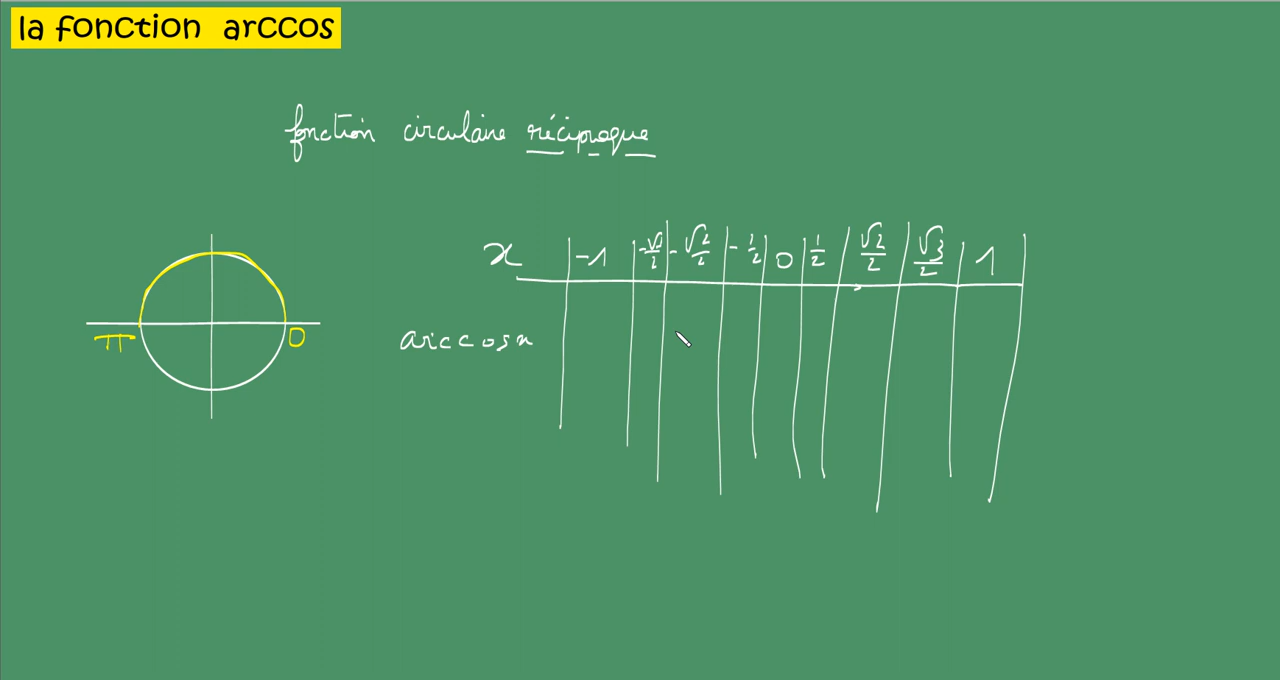 la fonction arccos
fonction circulaire réciproque
x -1 -√3/2 -√2/2 -1/2 0 1/2 √2/2 √3/2 1
π 0 arccosx